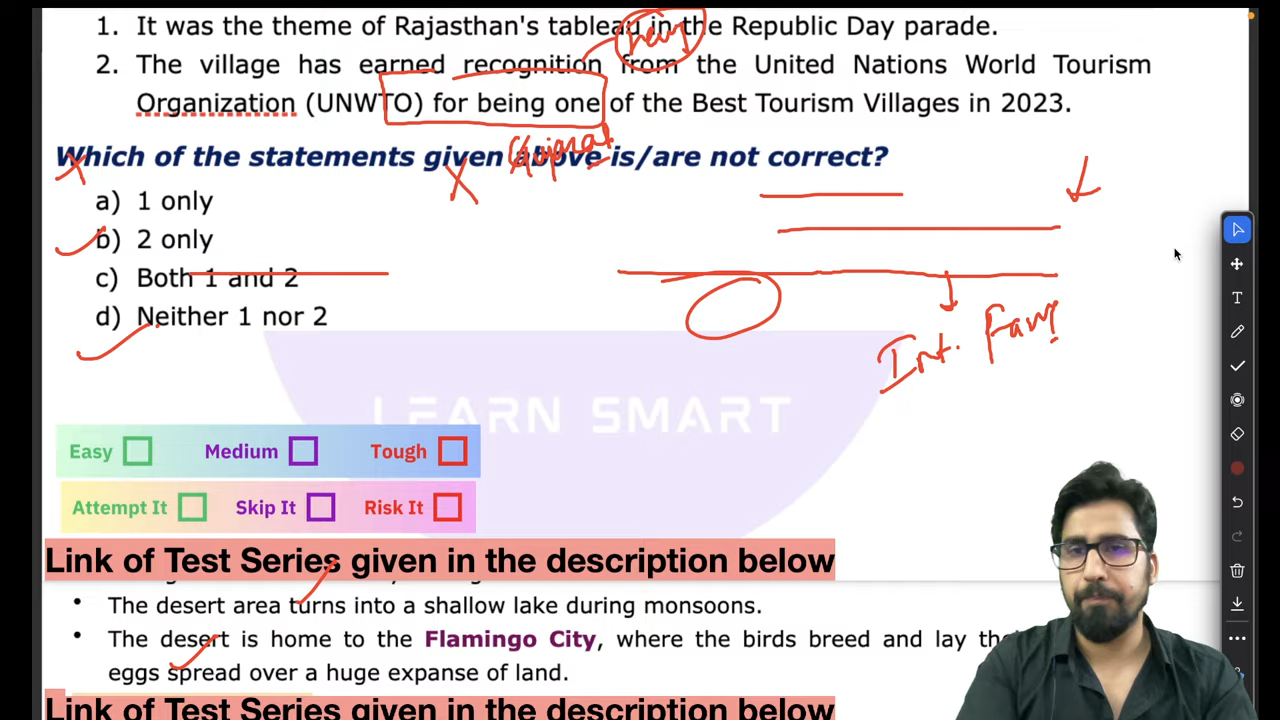 1. It was the theme of Rajasthan's tableau in the Republic Day parade.
2. The village has earned recognition from the United Nations World Tourism
Organization (UNWTO) for being one of the Best Tourism Villages in 2023.
Gujarat
Which of the statements given above is/are not correct?
a) 1 only
b) 2 only
c) Both 1 and 2
d) Neither 1 nor 2
Int. Fam
LEARN SMART
Easy Medium Tough
Attempt It Skip It Risk It
Link of Test Series given in the description below
• The desert area turns into a shallow lake during monsoons.
• The desert is home to the Flamingo City, where the birds breed and lay
eggs spread over a huge expanse of land.
Link of Test Series given in the description below